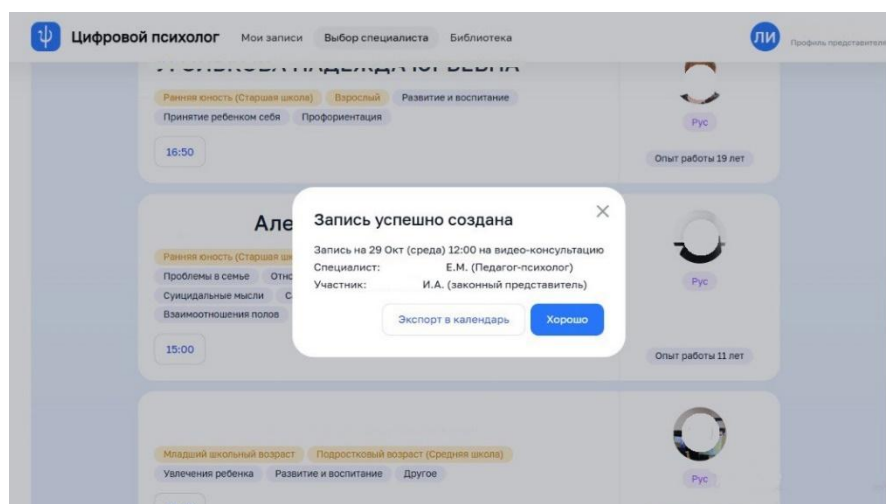 Цифровой психолог
Мои записи
Выбор специалиста
Библиотека
ЛИ
Профиль представителя
НАДЕЖДА ЮРЬЕВНА
Ранняя юность (Старшая школа)
Взрослый
Развитие и воспитание
Принятие ребенком себя
Профориентация
16:50
Рус
Опыт работы 19 лет
Але
Ранняя юность (Старшая шк
Проблемы в семье
Отно
Суицидальные мысли
С
Взаимоотношения полов
15:00
Рус
Опыт работы 11 лет
Запись успешно создана
Запись на 29 Окт (среда) 12:00 на видео-консультацию
Специалист: Е.М. (Педагог-психолог)
Участник: И.А. (законный представитель)
Экспорт в календарь
Хорошо
Младший школьный возраст
Подростковый возраст (Средняя школа)
Увлечения ребенка
Развитие и воспитание
Другое
Рус